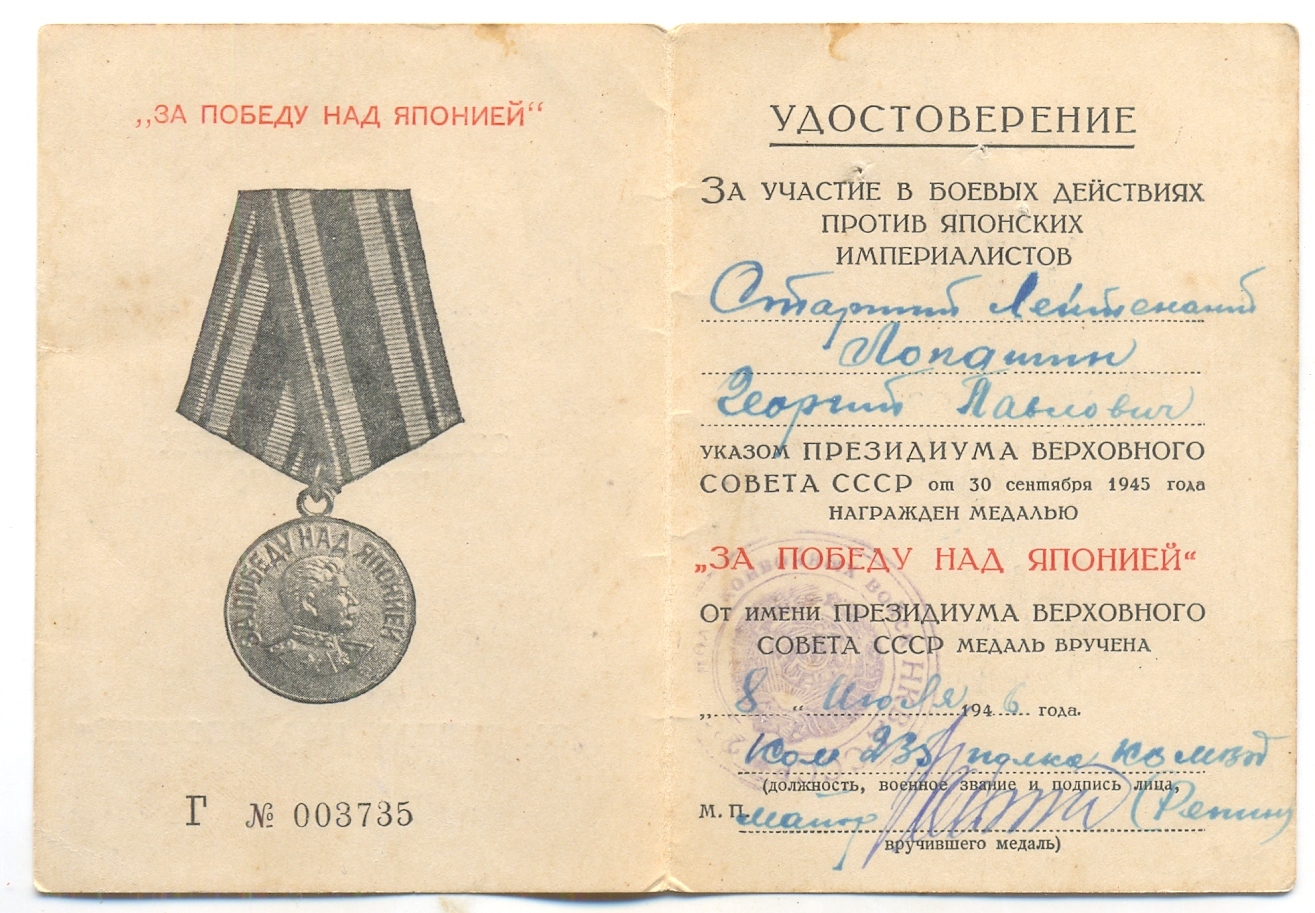 „ЗА ПОБЕДУ НАД ЯПОНИЕЙ“
ЗА ПОБЕДУ НАД ЯПОНИЕЙ
Г № 003735
УДОСТОВЕРЕНИЕ
За участие в боевых действиях
против японских
империалистов
Старший Лейтенант
Лопатин
Георгий Павлович
указом ПРЕЗИДИУМА ВЕРХОВНОГО
СОВЕТА СССР от 30 сентября 1945 года
награжден медалью
„ЗА ПОБЕДУ НАД ЯПОНИЕЙ“
От имени ПРЕЗИДИУМА ВЕРХОВНОГО
СОВЕТА СССР медаль вручена
„ 8 “ Июля 1946 года.
Ком 235 полка
(должность, военное звание и подпись лица,
М. П. майор (Репин)
вручившего медаль)